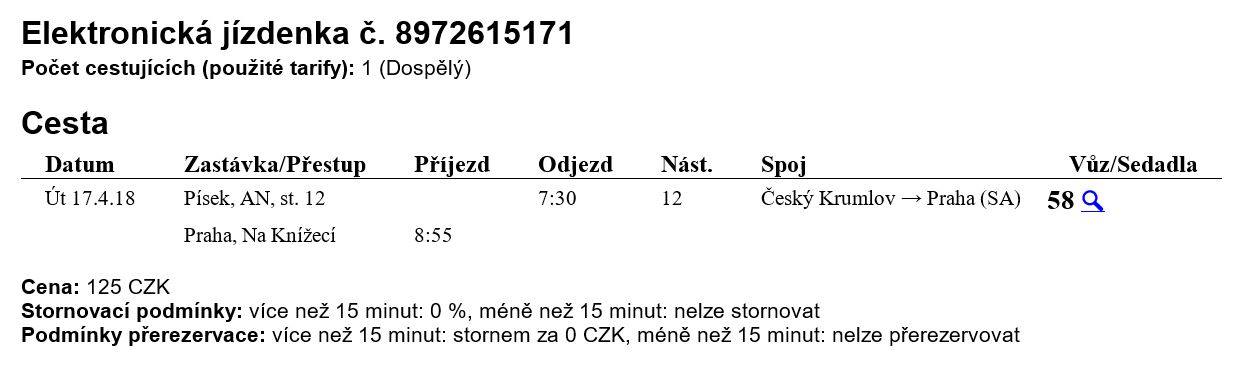 Elektronická jízdenka č. 8972615171
Počet cestujících (použité tarify): 1 (Dospělý)
Cesta
Datum Zastávka/Přestup Příjezd Odjezd Nást. Spoj Vůz/Sedadla
Út 17.4.18 Písek, AN, st. 12 7:30 12 Český Krumlov → Praha (SA) 58
Praha, Na Knížecí 8:55
Cena: 125 CZK
Stornovací podmínky: více než 15 minut: 0 %, méně než 15 minut: nelze stornovat
Podmínky přerezervace: více než 15 minut: stornem za 0 CZK, méně než 15 minut: nelze přerezervovat